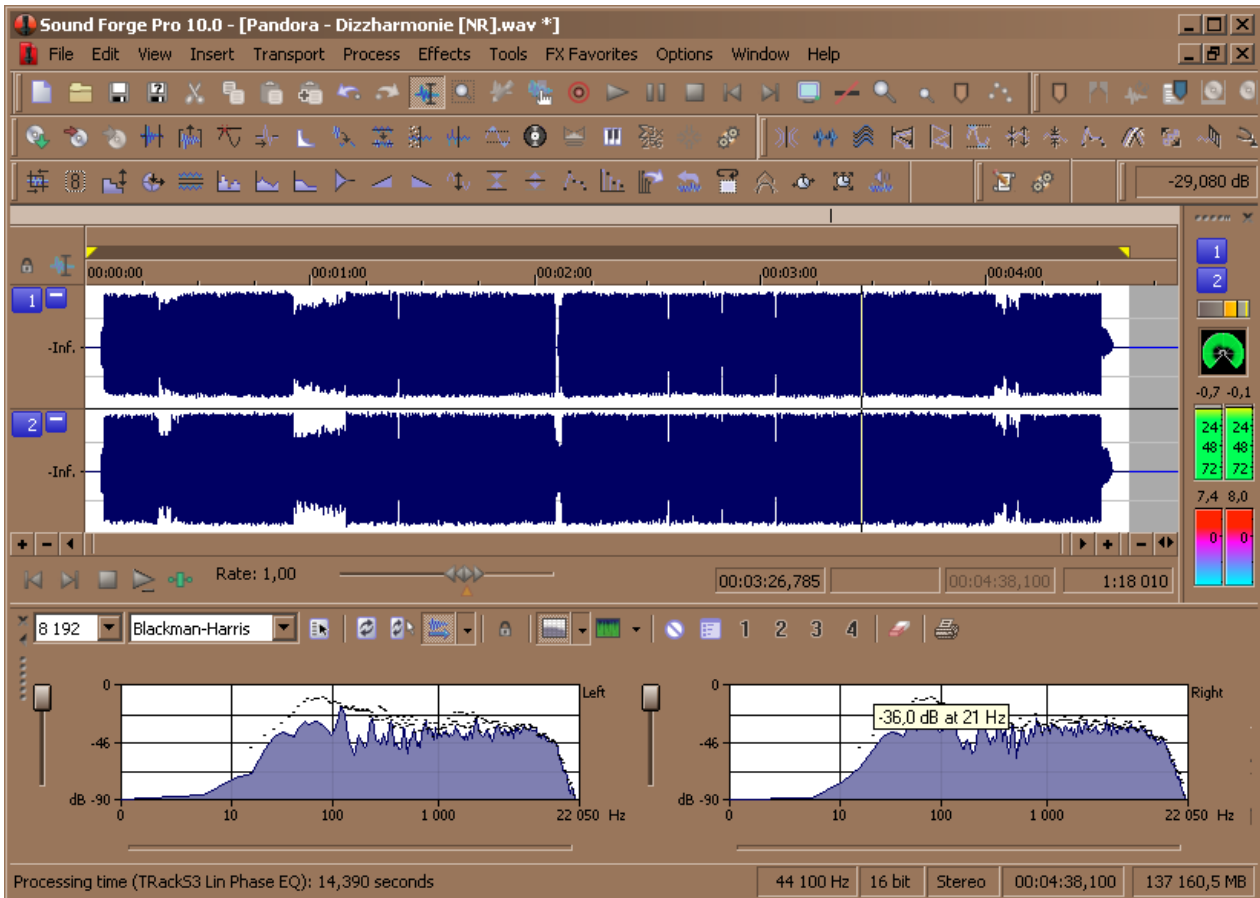 Sound Forge Pro 10.0 - [Pandora - Dizzharmonie [NR].wav *]
File Edit View Insert Transport Process Effects Tools FX Favorites Options Window Help
-29,080 dB
00:00:00 00:01:00 00:02:00 00:03:00 00:04:00
1
2
1
-Inf.
-0,7 -0,1
2
24 24
48 48
72 72
-Inf.
7,4 8,0
0 0
Rate: 1,00
00:03:26,785 00:04:38,100 1:18 010
8 192 Blackman-Harris 1 2 3 4
0 Left 0 Right
-36,0 dB at 21 Hz
-46 -46
dB -90 dB -90
0 10 100 1 000 22 050 Hz 0 10 100 1 000 22 050 Hz
Processing time (TRackS3 Lin Phase EQ): 14,390 seconds 44 100 Hz 16 bit Stereo 00:04:38,100 137 160,5 MB